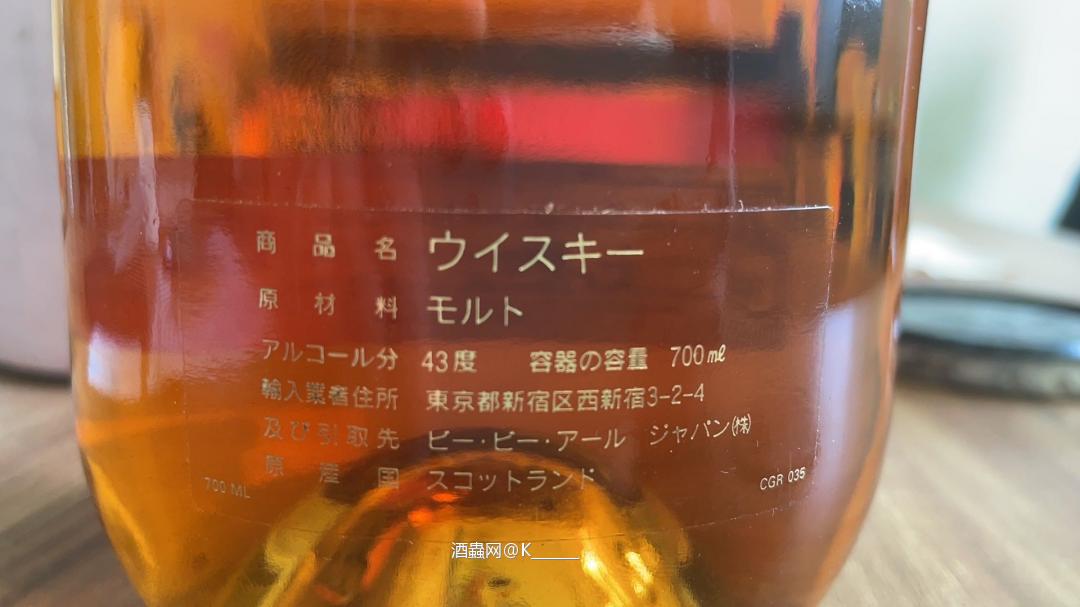 商品名 ウイスキー
原材料 モルト
アルコール分 43度 容器の容量 700㎖
輸入業者住所 東京都新宿区西新宿3-2-4
及び引取先 ピー・ビー・アール ジャパン㈱
原産国 スコットランド
700 ML
CGR 035
酒蟲网@K_____